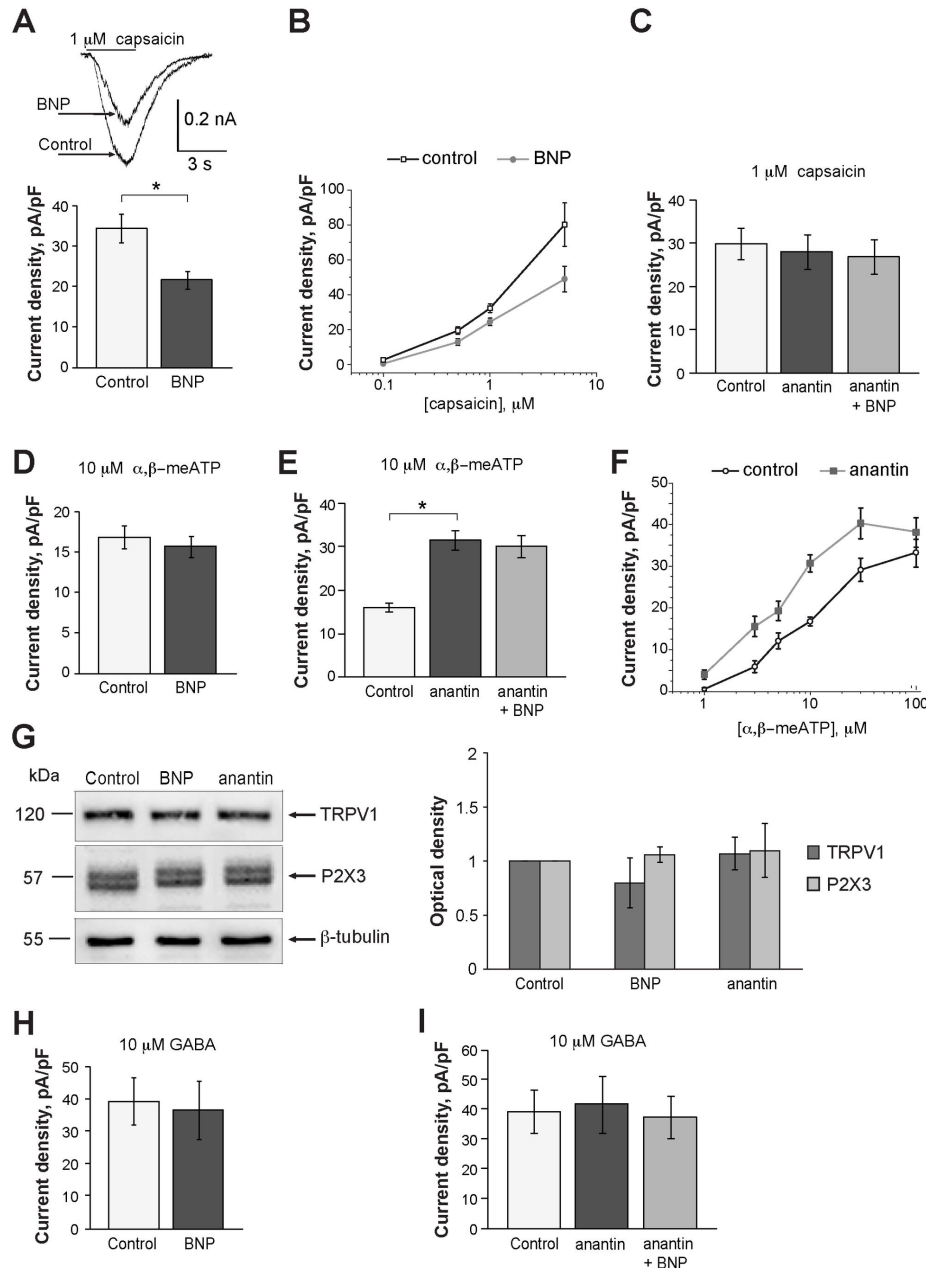 A
1 μM capsaicin
BNP
Control
0.2 nA
3 s
*
Current density, pA/pF
40
30
20
10
0
Control BNP
B
control BNP
Current density, pA/pF
100
80
60
40
20
0
0.1 1 10
[capsaicin], μM
C
1 μM capsaicin
Current density, pA/pF
40
30
20
10
0
Control anantin anantin
+ BNP
D
10 μM α,β−meATP
Current density, pA/pF
20
15
10
5
0
Control BNP
E
10 μM α,β−meATP
*
Current density, pA/pF
40
30
20
10
0
Control anantin anantin
+ BNP
F
control anantin
Current density, pA/pF
50
40
30
20
10
0
1 10 100
[α,β−meATP], μM
G
kDa Control BNP anantin
120 TRPV1
57 P2X3
55 β-tubulin
Optical density
2
1.5
1
0.5
0
Control BNP anantin
TRPV1
P2X3
H
10 μM GABA
Current density, pA/pF
50
40
30
20
10
0
Control BNP
I
10 μM GABA
Current density, pA/pF
60
50
40
30
20
10
0
Control anantin anantin
+ BNP